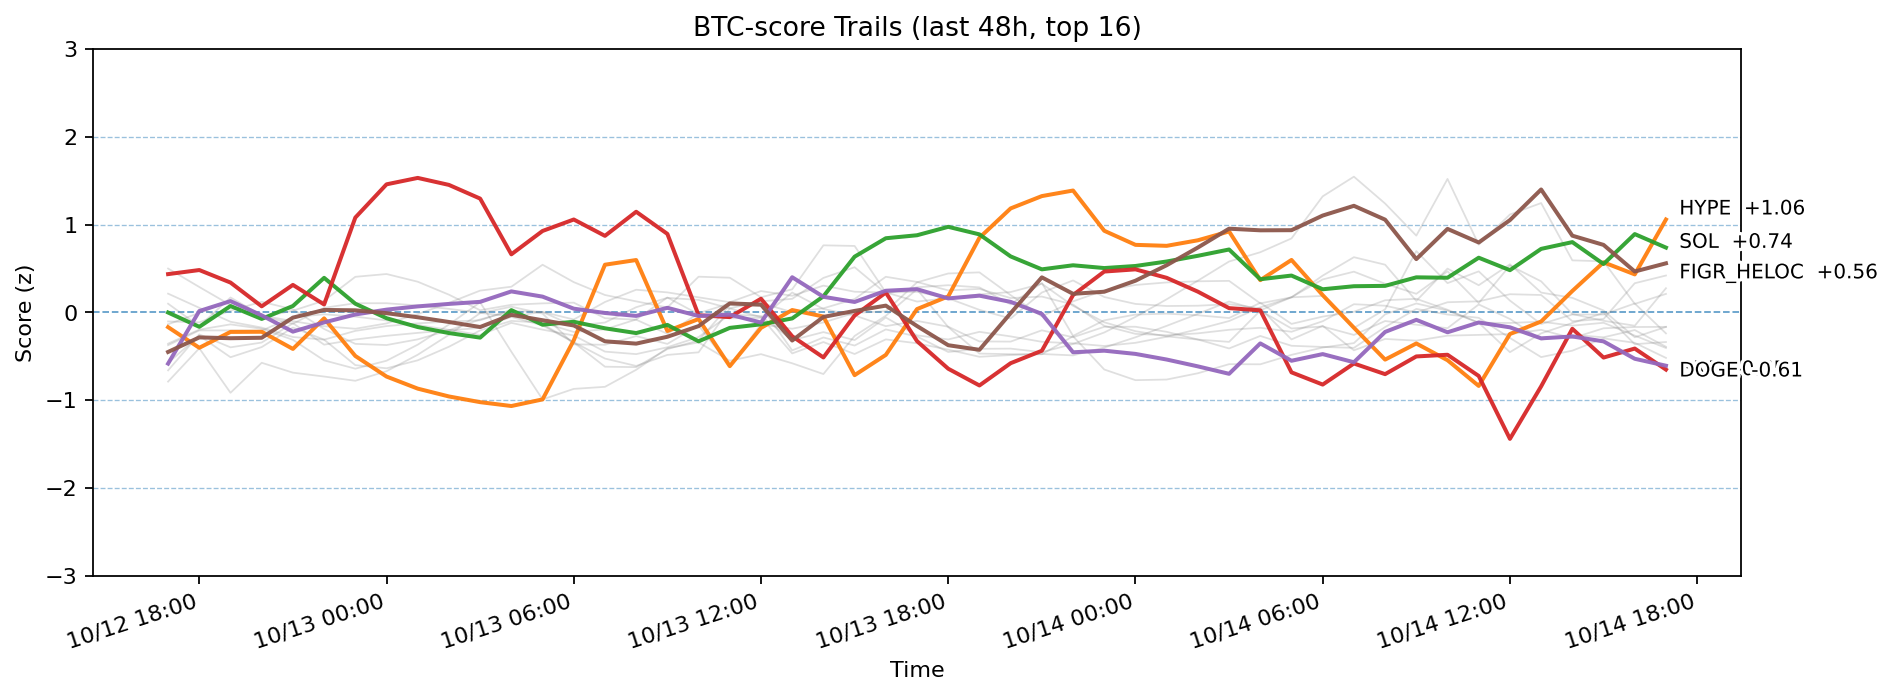 BTC-score Trails (last 48h, top 16)
Score (z)
3
2
1
0
−1
−2
−3
HYPE +1.06
SOL +0.74
FIGR_HELOC +0.56
DOGE -0.61
10/12 18:00
10/13 00:00
10/13 06:00
10/13 12:00
10/13 18:00
10/14 00:00
10/14 06:00
10/14 12:00
10/14 18:00
Time